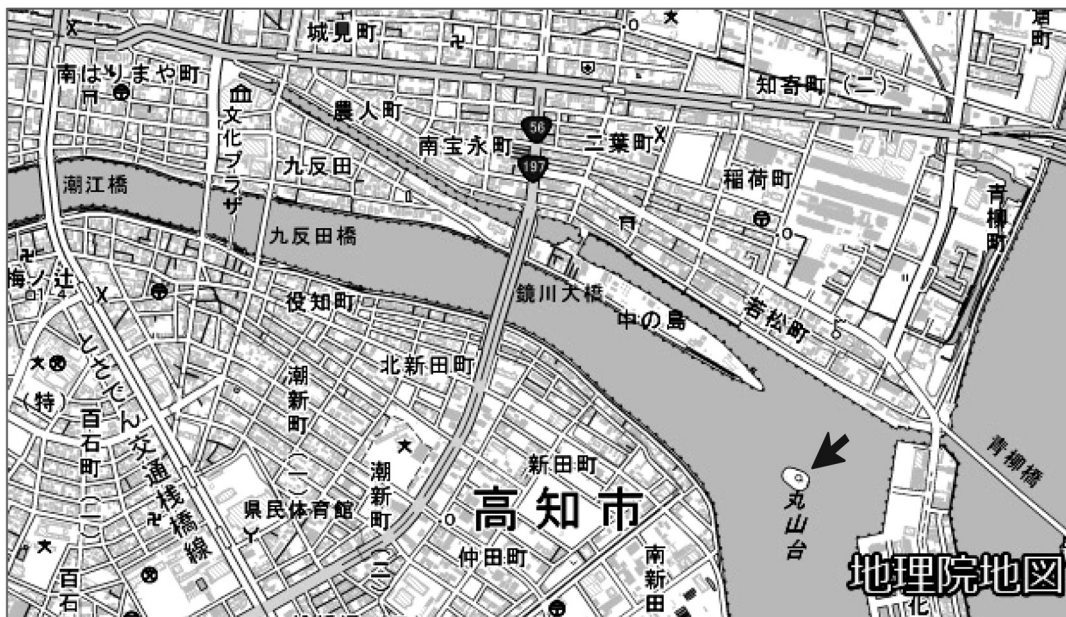 城見町
南はりまや町
知寄町(二)
農人町
文化プラザ
南宝永町
56
197
二葉町
九反田
稲荷町
青柳町
潮江橋
九反田橋
梅ノ辻
役知町
鏡川大橋
中の島
若松町
北新田町
潮新町(一)
とさでん交通桟橋線
(特)
百石町(一)
青柳橋
新田町
丸山台
県民体育館
潮新町(二)
高知市
仲田町
南新田
百石
地理院地図
化